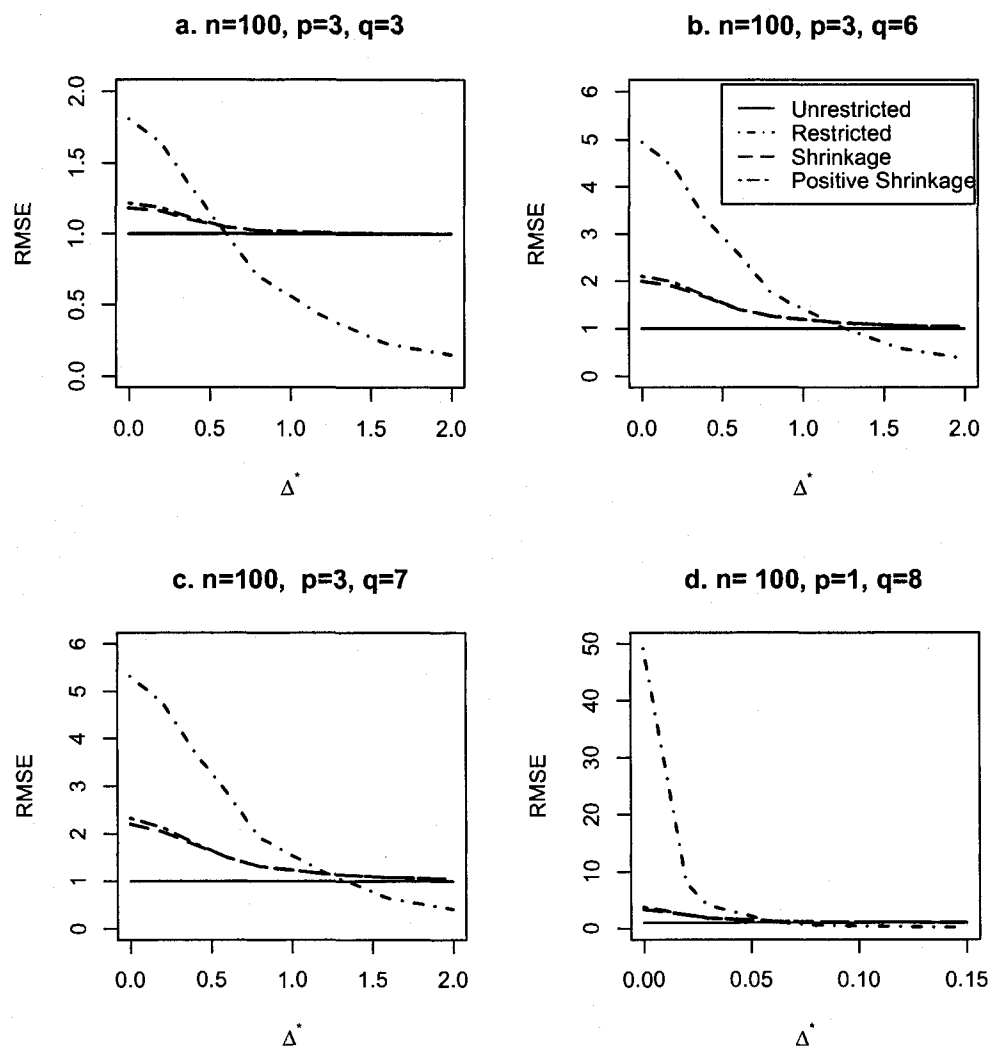 a. n=100, p=3, q=3
RMSE
2.0
1.5
1.0
0.5
0.0
0.0 0.5 1.0 1.5 2.0
Δ*
b. n=100, p=3, q=6
Unrestricted
Restricted
Shrinkage
Positive Shrinkage
RMSE
6
5
4
3
2
1
0
0.0 0.5 1.0 1.5 2.0
Δ*
c. n=100, p=3, q=7
RMSE
6
5
4
3
2
1
0
0.0 0.5 1.0 1.5 2.0
Δ*
d. n= 100, p=1, q=8
RMSE
50
40
30
20
10
0
0.00 0.05 0.10 0.15
Δ*